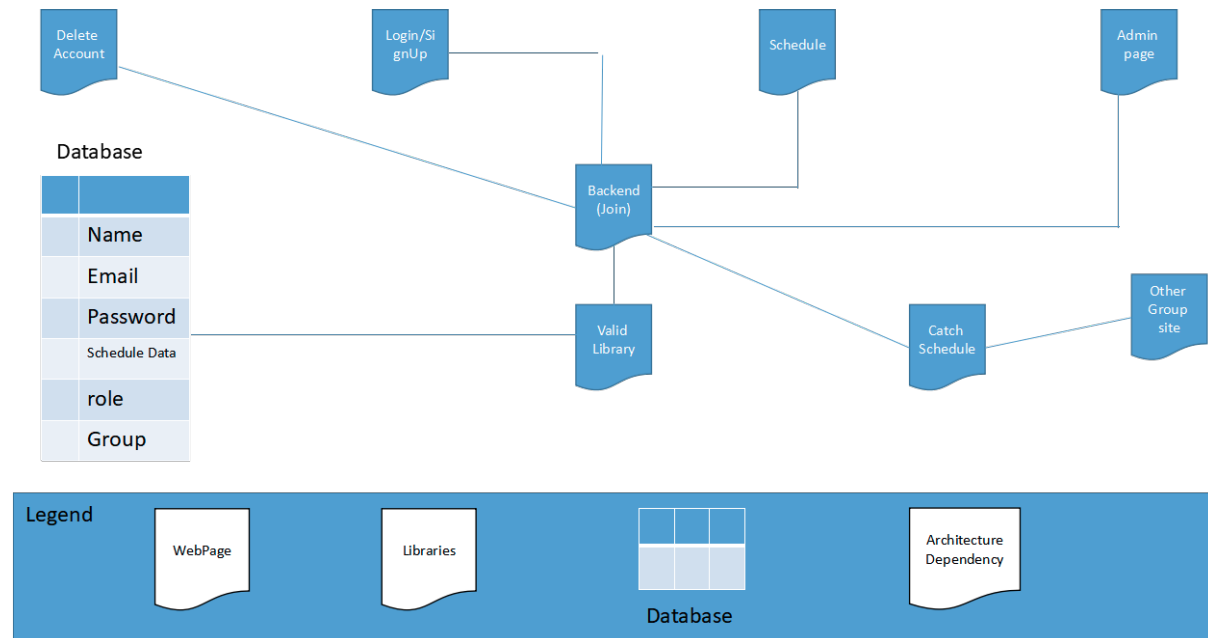 Delete
Account
Login/Si
gnUp
Schedule
Admin
page
Database
Name
Email
Password
Schedule Data
role
Group
Backend
(Join)
Valid
Library
Catch
Schedule
Other
Group
site
Legend
WebPage
Libraries
Database
Architecture
Dependency